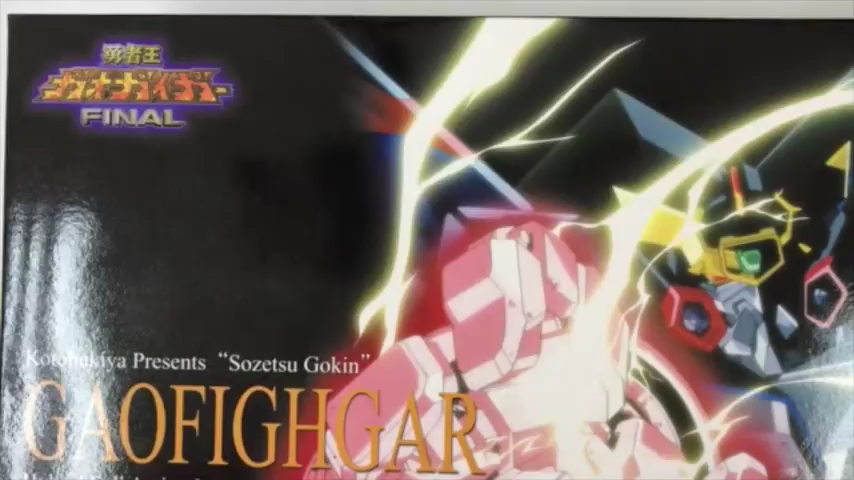 勇者王
ガオガイガー
FINAL
Kotobukiya Presents “Sozetsu Gokin”
GAOFIGHGAR